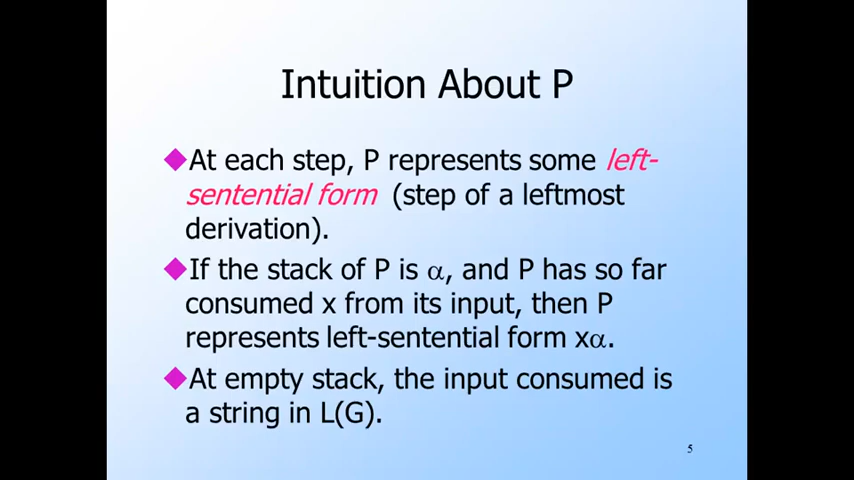 Intuition About P
◆At each step, P represents some left-
sentential form (step of a leftmost
derivation).
◆If the stack of P is α, and P has so far
consumed x from its input, then P
represents left-sentential form xα.
◆At empty stack, the input consumed is
a string in L(G).
5